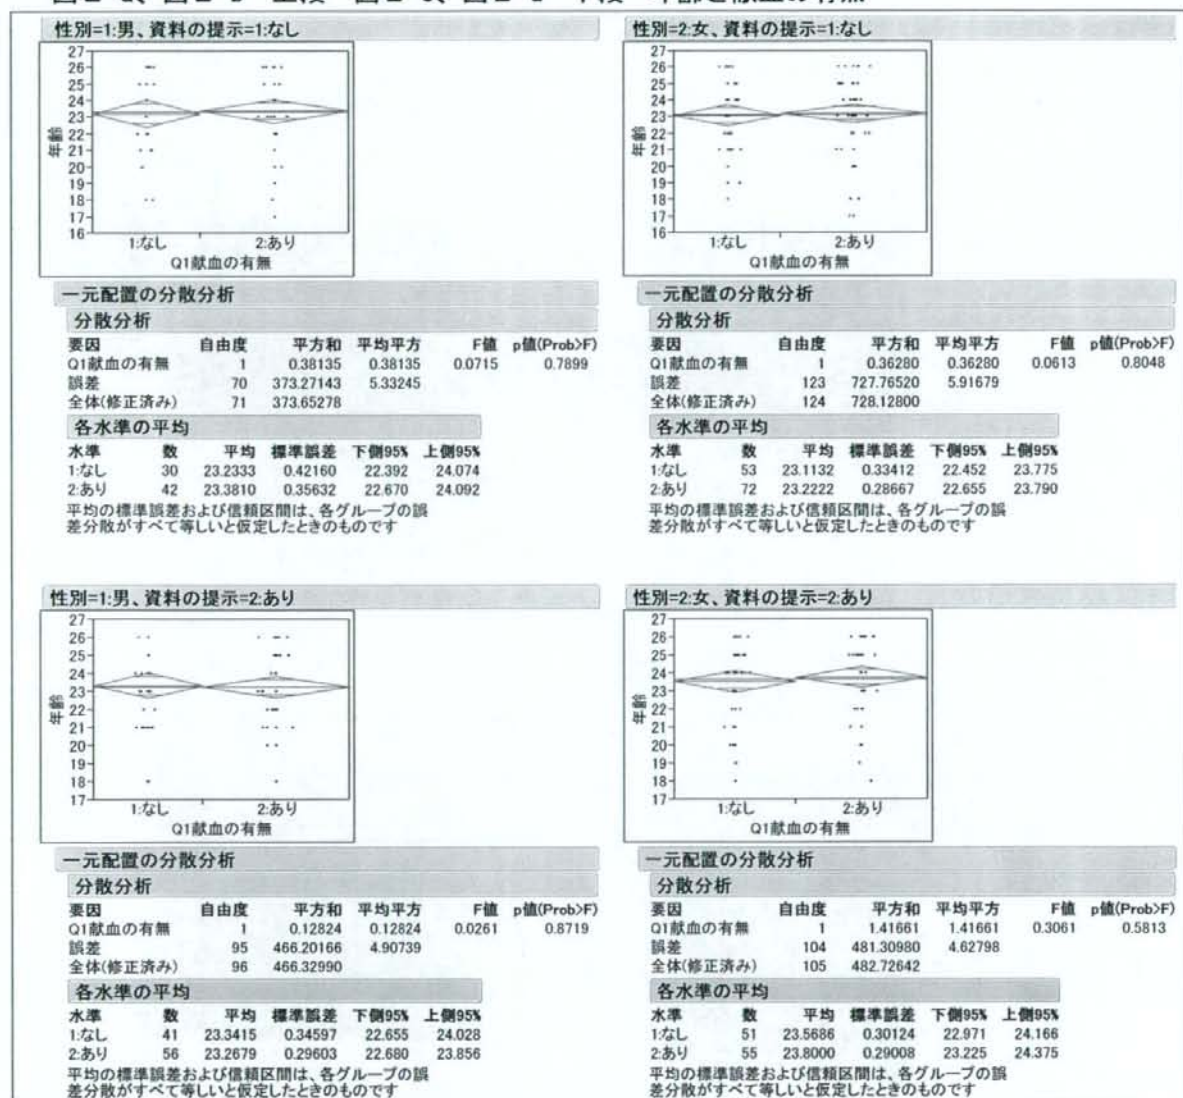 性別=1:男、資料の提示=1:なし
27
26
25
24
23
22
21
20
19
18
17
16
年齢
1:なし 2:あり
Q1献血の有無
一元配置の分散分析
分散分析
要因 自由度 平方和 平均平方 F値 p値(Prob>F)
Q1献血の有無 1 0.38135 0.38135 0.0715 0.7899
誤差 70 373.27143 5.33245
全体(修正済み) 71 373.65278
各水準の平均
水準 数 平均 標準誤差 下側95% 上側95%
1:なし 30 23.2333 0.42160 22.392 24.074
2:あり 42 23.3810 0.35632 22.670 24.092
平均の標準誤差および信頼区間は、各グループの誤
差分散がすべて等しいと仮定したときのものです
性別=2:女、資料の提示=1:なし
27
26
25
24
23
22
21
20
19
18
17
16
年齢
1:なし 2:あり
Q1献血の有無
一元配置の分散分析
分散分析
要因 自由度 平方和 平均平方 F値 p値(Prob>F)
Q1献血の有無 1 0.36280 0.36280 0.0613 0.8048
誤差 123 727.76520 5.91679
全体(修正済み) 124 728.12800
各水準の平均
水準 数 平均 標準誤差 下側95% 上側95%
1:なし 53 23.1132 0.33412 22.452 23.775
2:あり 72 23.2222 0.28667 22.655 23.790
平均の標準誤差および信頼区間は、各グループの誤
差分散がすべて等しいと仮定したときのものです
性別=1:男、資料の提示=2:あり
27
26
25
24
23
22
21
20
19
18
17
年齢
1:なし 2:あり
Q1献血の有無
一元配置の分散分析
分散分析
要因 自由度 平方和 平均平方 F値 p値(Prob>F)
Q1献血の有無 1 0.12824 0.12824 0.0261 0.8719
誤差 95 466.20166 4.90739
全体(修正済み) 96 466.32990
各水準の平均
水準 数 平均 標準誤差 下側95% 上側95%
1:なし 41 23.3415 0.34597 22.655 24.028
2:あり 56 23.2679 0.29603 22.680 23.856
平均の標準誤差および信頼区間は、各グループの誤
差分散がすべて等しいと仮定したときのものです
性別=2:女、資料の提示=2:あり
27
26
25
24
23
22
21
20
19
18
17
年齢
1:なし 2:あり
Q1献血の有無
一元配置の分散分析
分散分析
要因 自由度 平方和 平均平方 F値 p値(Prob>F)
Q1献血の有無 1 1.41661 1.41661 0.3061 0.5813
誤差 104 481.30980 4.62798
全体(修正済み) 105 482.72642
各水準の平均
水準 数 平均 標準誤差 下側95% 上側95%
1:なし 51 23.5686 0.30124 22.971 24.166
2:あり 55 23.8000 0.29008 23.225 24.375
平均の標準誤差および信頼区間は、各グループの誤
差分散がすべて等しいと仮定したときのものです